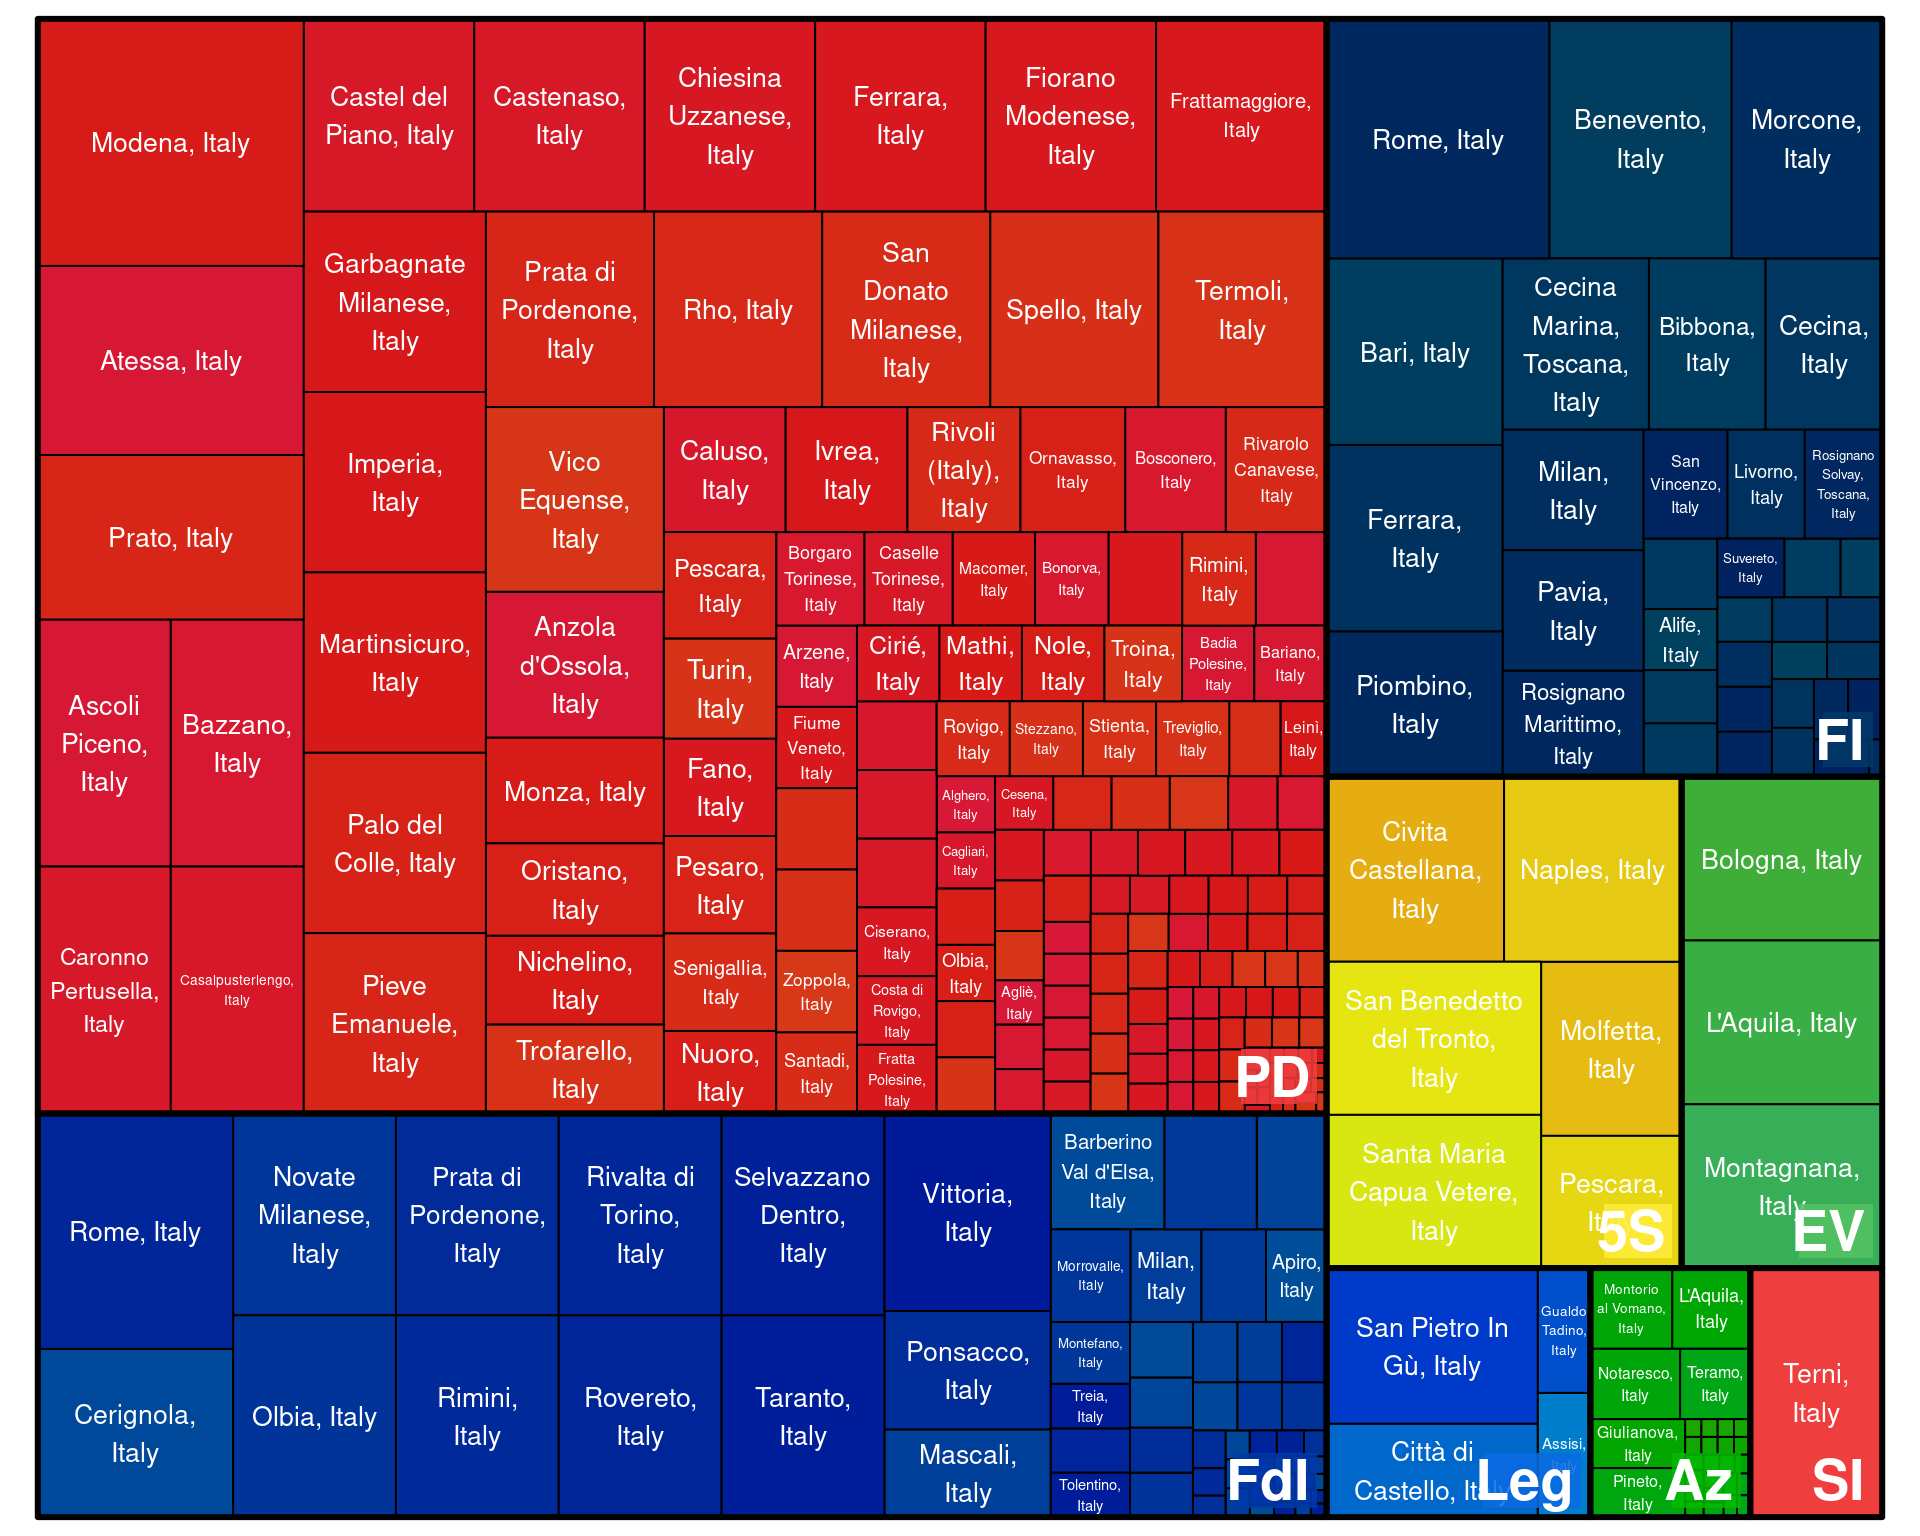 Modena, Italy
Castel del
Piano, Italy
Castenaso,
Italy
Chiesina
Uzzanese,
Italy
Ferrara,
Italy
Fiorano
Modenese,
Italy
Frattamaggiore,
Italy
Atessa, Italy
Prato, Italy
Ascoli
Piceno,
Italy
Bazzano,
Italy
Caronno
Pertusella,
Italy
Casalpusterlengo,
Italy
Garbagnate
Milanese,
Italy
Imperia,
Italy
Martinsicuro,
Italy
Palo del
Colle, Italy
Pieve
Emanuele,
Italy
Prata di
Pordenone,
Italy
Rho, Italy
San
Donato
Milanese,
Italy
Spello, Italy
Termoli,
Italy
Vico
Equense,
Italy
Anzola
d'Ossola,
Italy
Monza, Italy
Oristano,
Italy
Nichelino,
Italy
Trofarello,
Italy
Caluso,
Italy
Ivrea,
Italy
Rivoli
(Italy),
Italy
Ornavasso,
Italy
Bosconero,
Italy
Rivarolo
Canavese,
Italy
Pescara,
Italy
Turin,
Italy
Fano,
Italy
Pesaro,
Italy
Senigallia,
Italy
Nuoro,
Italy
Borgaro
Torinese,
Italy
Caselle
Torinese,
Italy
Macomer,
Italy
Bonorva,
Italy
Rimini,
Italy
Arzene,
Italy
Fiume
Veneto,
Italy
Zoppola,
Italy
Santadi,
Italy
Cirié,
Italy
Mathi,
Italy
Nole,
Italy
Troina,
Italy
Badia
Polesine,
Italy
Bariano,
Italy
Ciserano,
Italy
Costa di
Rovigo,
Italy
Fratta
Polesine,
Italy
Rovigo,
Italy
Stezzano,
Italy
Stienta,
Italy
Treviglio,
Italy
Leinì,
Italy
Alghero,
Italy
Cagliari,
Italy
Olbia,
Italy
Cesena,
Italy
Agliè,
Italy
PD
Rome, Italy
Benevento,
Italy
Morcone,
Italy
Bari, Italy
Ferrara,
Italy
Piombino,
Italy
Cecina
Marina,
Toscana,
Italy
Bibbona,
Italy
Cecina,
Italy
Milan,
Italy
Pavia,
Italy
Rosignano
Marittimo,
Italy
San
Vincenzo,
Italy
Livorno,
Italy
Rosignano
Solvay,
Toscana,
Italy
Suvereto,
Italy
Alife,
Italy
FI
Civita
Castellana,
Italy
Naples, Italy
San Benedetto
del Tronto,
Italy
Molfetta,
Italy
Santa Maria
Capua Vetere,
Italy
Pescara,
5S
Bologna, Italy
L'Aquila, Italy
Montagnana,
Italy
EV
Rome, Italy
Cerignola,
Italy
Novate
Milanese,
Italy
Olbia, Italy
Prata di
Pordenone,
Italy
Rimini,
Italy
Rivalta di
Torino,
Italy
Rovereto,
Italy
Selvazzano
Dentro,
Italy
Taranto,
Italy
Vittoria,
Italy
Ponsacco,
Italy
Mascali,
Italy
Barberino
Val d'Elsa,
Italy
Morrovalle,
Italy
Milan,
Italy
Apiro,
Italy
Montefano,
Italy
Treia,
Italy
Tolentino,
Italy
FdI
San Pietro In
Gù, Italy
Città di
Castello, Italy
Gualdo
Tadino,
Italy
Assisi,
Italy
Leg
Montorio
al Vomano,
Italy
L'Aquila,
Italy
Notaresco,
Italy
Teramo,
Italy
Giulianova,
Italy
Pineto,
Italy
Az
Terni,
Italy
SI